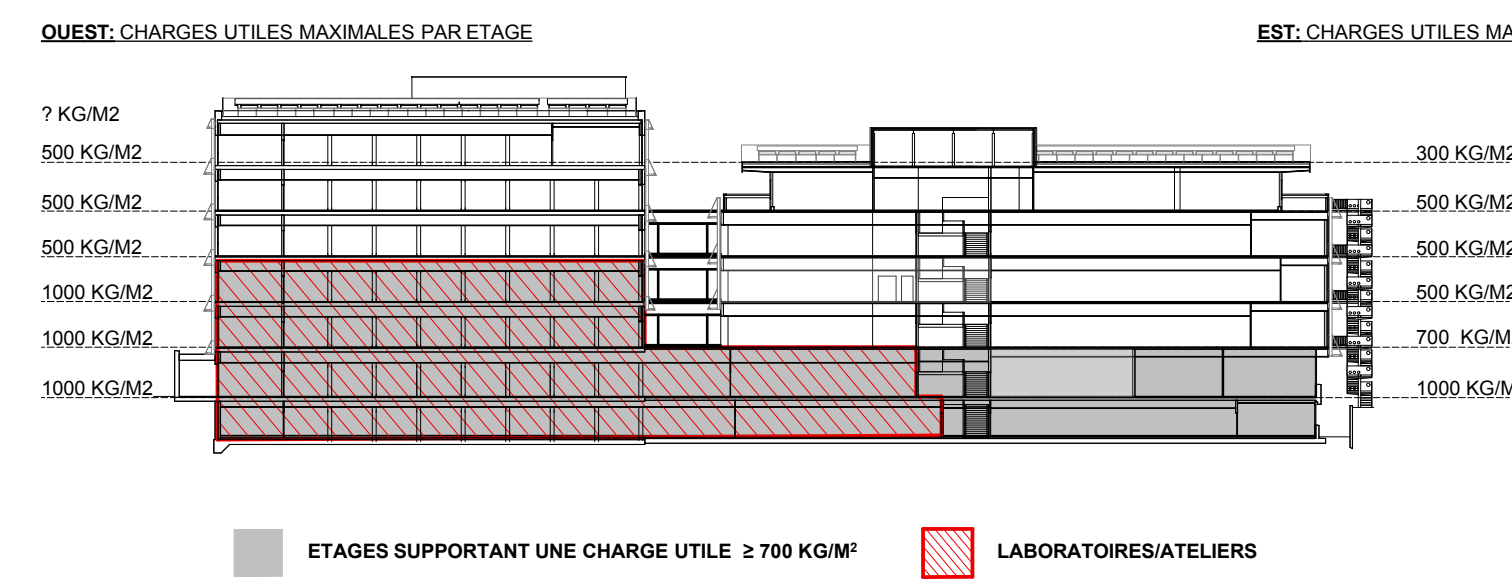 OUEST: CHARGES UTILES MAXIMALES PAR ETAGE
EST: CHARGES UTILES MA
? KG/M2
500 KG/M2
300 KG/M2
500 KG/M2
500 KG/M2
500 KG/M2
500 KG/M2
1000 KG/M2
500 KG/M2
1000 KG/M2
700 KG/M
1000 KG/M2
1000 KG/M
ETAGES SUPPORTANT UNE CHARGE UTILE ≥ 700 KG/M²
LABORATOIRES/ATELIERS